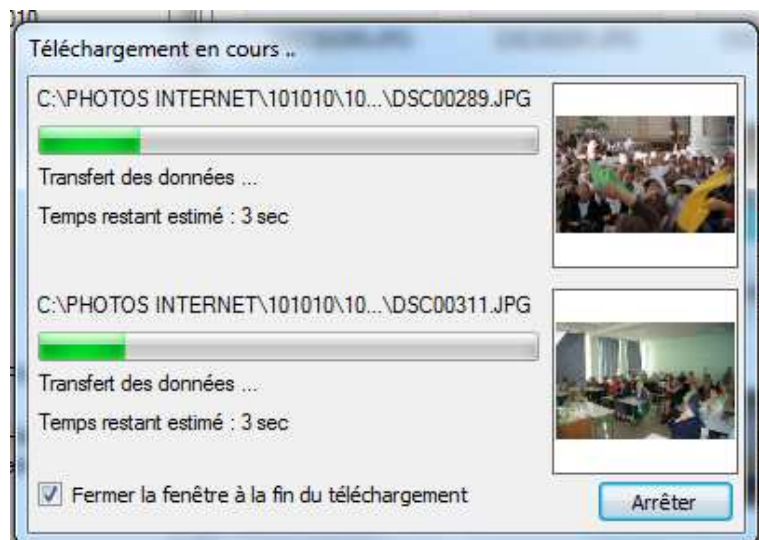 Téléchargement en cours ..
C:\PHOTOS INTERNET\101010\10...\DSC00289.JPG
Transfert des données ...
Temps restant estimé : 3 sec
C:\PHOTOS INTERNET\101010\10...\DSC00311.JPG
Transfert des données ...
Temps restant estimé : 3 sec
Fermer la fenêtre à la fin du téléchargement
Arrêter